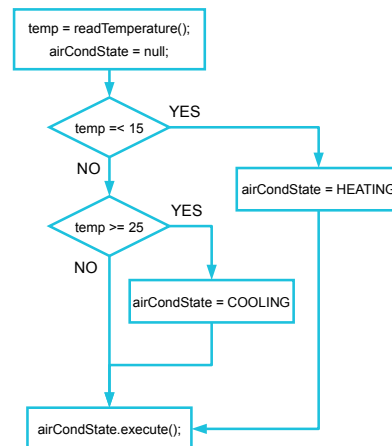 temp = readTemperature();
airCondState = null;
YES
temp =< 15
NO
airCondState = HEATING
YES
temp >= 25
NO
airCondState = COOLING
airCondState.execute();